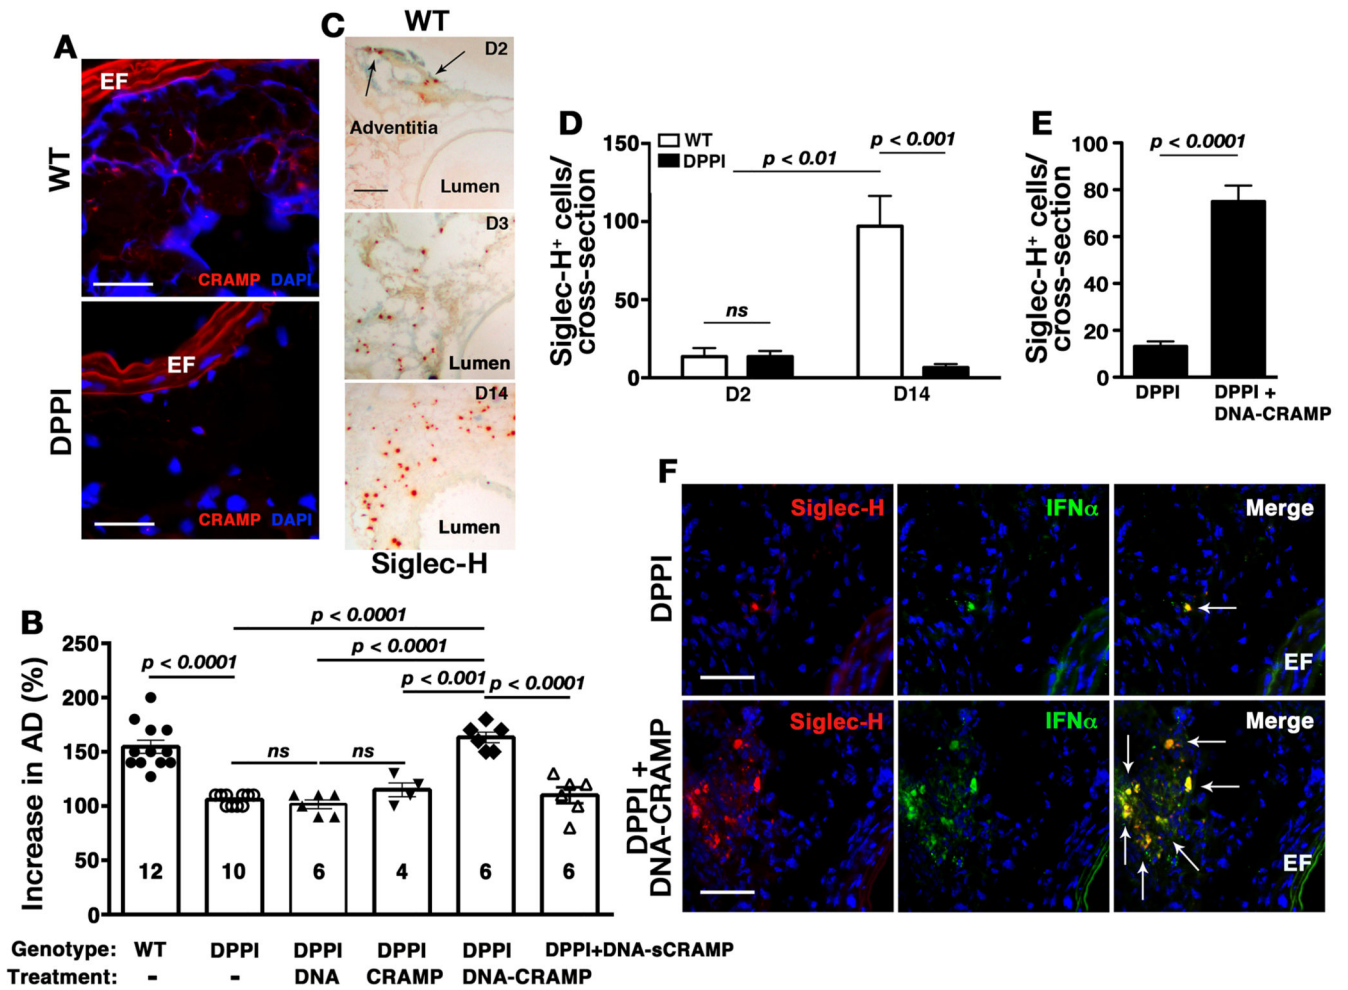 A
WT
EF
CRAMP DAPI
DPPI
EF
CRAMP DAPI
C
WT
D2
Adventitia
Lumen
D3
Lumen
D14
Lumen
Siglec-H
D
Siglec-H+ cells/
cross-section
150
100
50
0
WT
DPPI
p < 0.01
p < 0.001
ns
D2
D14
E
Siglec-H+ cells/
cross-section
100
80
60
40
20
0
p < 0.0001
DPPI
DPPI +
DNA-CRAMP
B
Increase in AD (%)
250
200
150
100
50
0
p < 0.0001
p < 0.0001
p < 0.0001
p < 0.001
p < 0.0001
ns
ns
12
10
6
4
6
6
Genotype: WT DPPI DPPI DPPI DPPI DPPI+DNA-sCRAMP
Treatment: - - DNA CRAMP DNA-CRAMP
F
DPPI
Siglec-H
IFNα
Merge
EF
DPPI +
DNA-CRAMP
Siglec-H
IFNα
Merge
EF